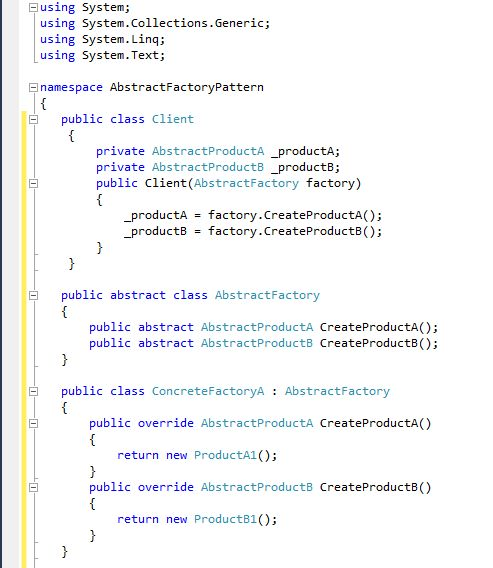 using System;
using System.Collections.Generic;
using System.Linq;
using System.Text;
namespace AbstractFactoryPattern
{
public class Client
{
private AbstractProductA _productA;
private AbstractProductB _productB;
public Client(AbstractFactory factory)
{
_productA = factory.CreateProductA();
_productB = factory.CreateProductB();
}
}
public abstract class AbstractFactory
{
public abstract AbstractProductA CreateProductA();
public abstract AbstractProductB CreateProductB();
}
public class ConcreteFactoryA : AbstractFactory
{
public override AbstractProductA CreateProductA()
{
return new ProductA1();
}
public override AbstractProductB CreateProductB()
{
return new ProductB1();
}
}